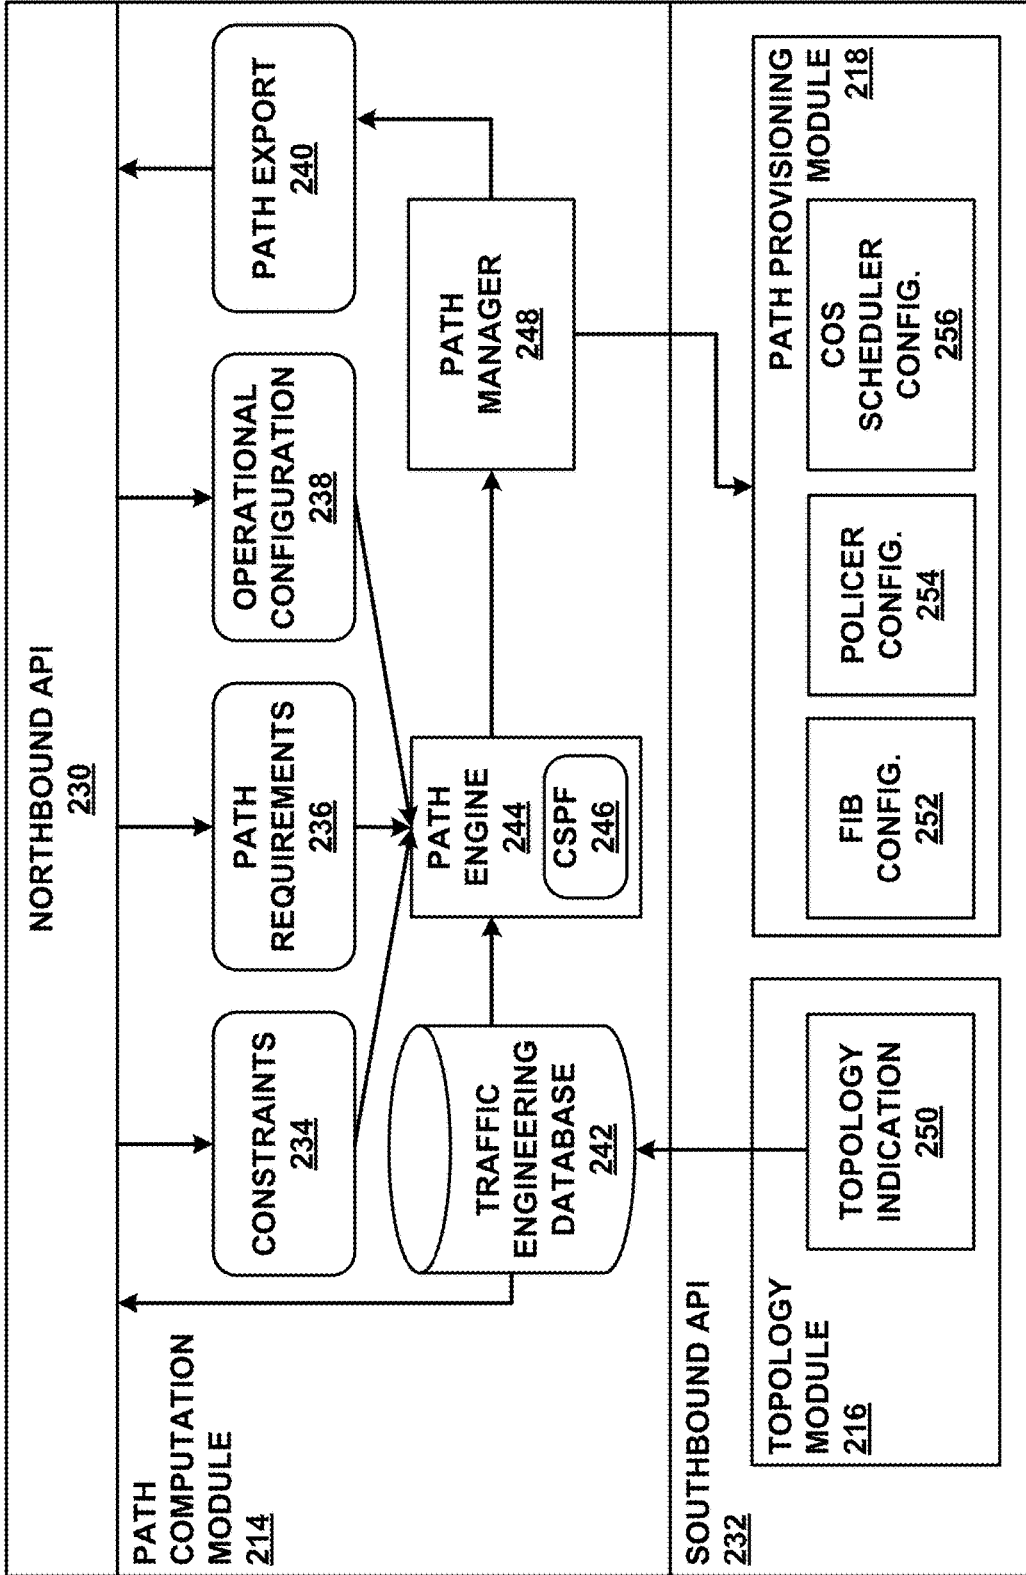 NORTHBOUND API
230
PATH
COMPUTATION
MODULE
214
CONSTRAINTS
234
PATH
REQUIREMENTS
236
OPERATIONAL
CONFIGURATION
238
PATH EXPORT
240
TRAFFIC
ENGINEERING
DATABASE
242
PATH
ENGINE
244
CSPF
246
PATH
MANAGER
248
SOUTHBOUND API
232
TOPOLOGY
MODULE
216
TOPOLOGY
INDICATION
250
PATH PROVISIONING
MODULE 218
FIB
CONFIG.
252
POLICER
CONFIG.
254
COS
SCHEDULER
CONFIG.
256